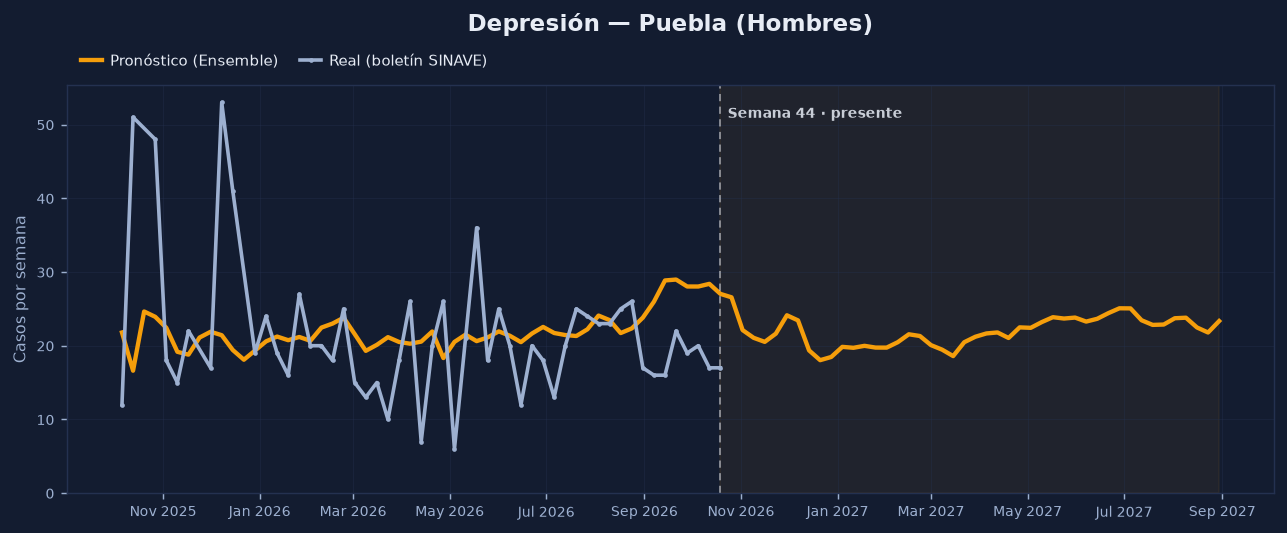 Depresión — Puebla (Hombres)
Pronóstico (Ensemble)
Real (boletín SINAVE)
Semana 44 · presente
Casos por semana
50
40
30
20
10
0
Nov 2025
Jan 2026
Mar 2026
May 2026
Jul 2026
Sep 2026
Nov 2026
Jan 2027
Mar 2027
May 2027
Jul 2027
Sep 2027